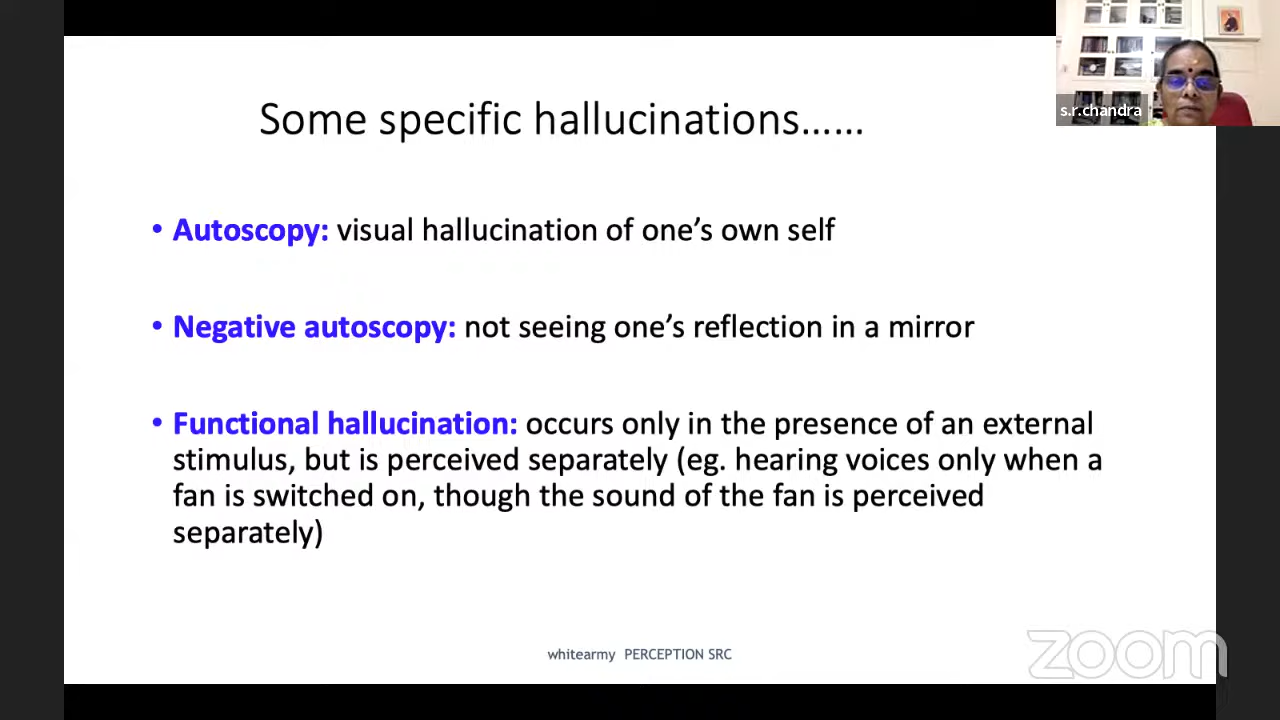 s.r.chandra
Some specific hallucinations......
• Autoscopy: visual hallucination of one’s own self
• Negative autoscopy: not seeing one’s reflection in a mirror
• Functional hallucination: occurs only in the presence of an external
stimulus, but is perceived separately (eg. hearing voices only when a
fan is switched on, though the sound of the fan is perceived
separately)
whitearmy PERCEPTION SRC
zoom